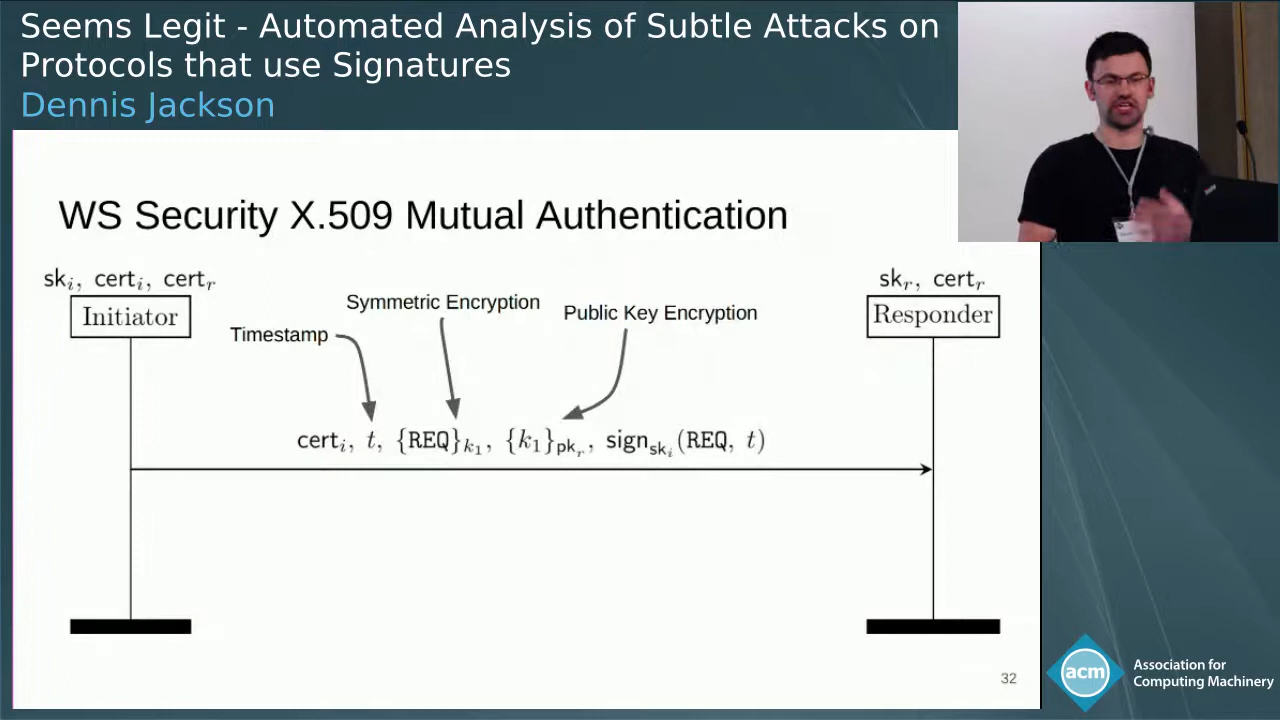 Seems Legit - Automated Analysis of Subtle Attacks on
Protocols that use Signatures
Dennis Jackson
WS Security X.509 Mutual Authentication
skᵢ, certᵢ, certᵣ
skᵣ, certᵣ
Initiator
Responder
Symmetric Encryption
Public Key Encryption
Timestamp
certᵢ, t, {REQ}ₖ₁, {k₁}ₚₖᵣ, signₛₖᵢ(REQ, t)
32
acm
Association for
Computing Machinery